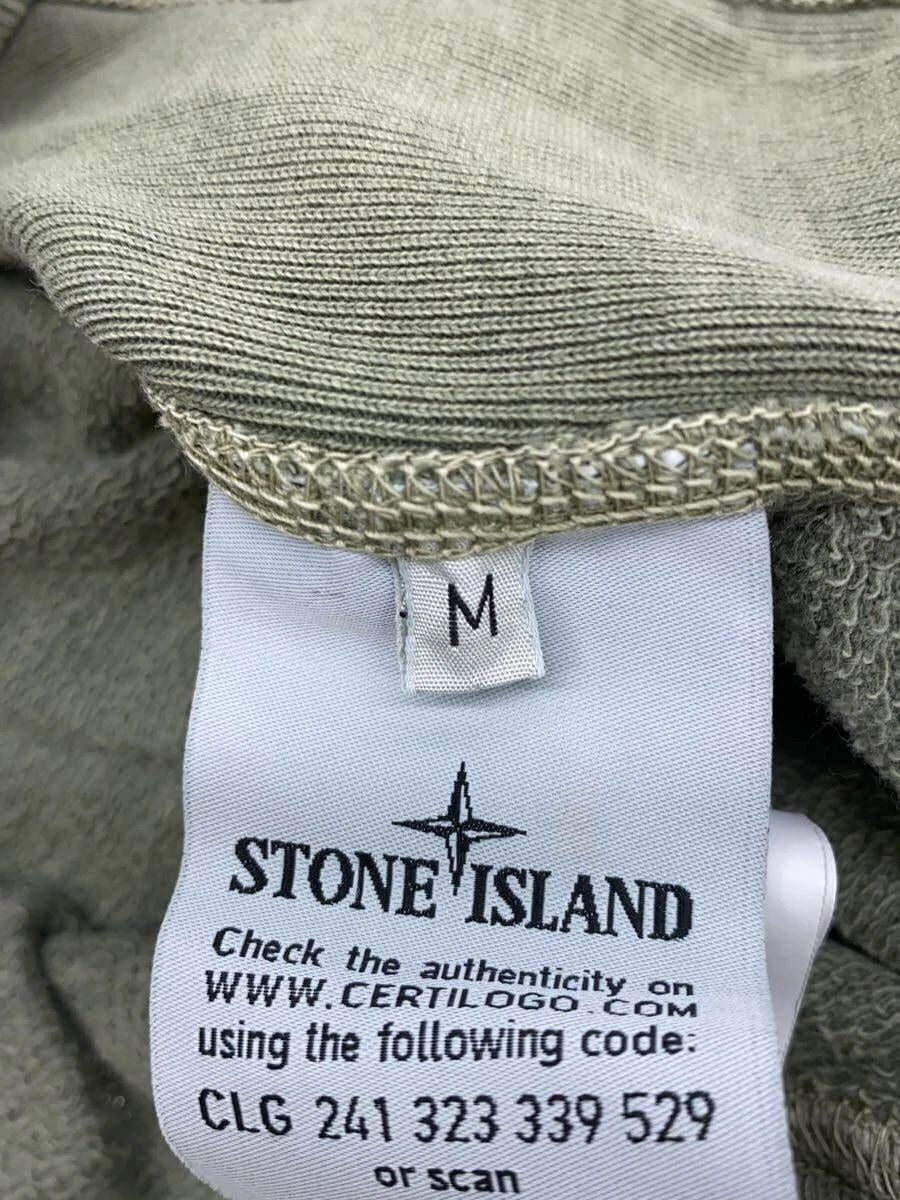 M
STONE ISLAND
Check the authenticity on
WWW.CERTILOGO.COM
using the following code:
CLG 241 323 339 529
or scan